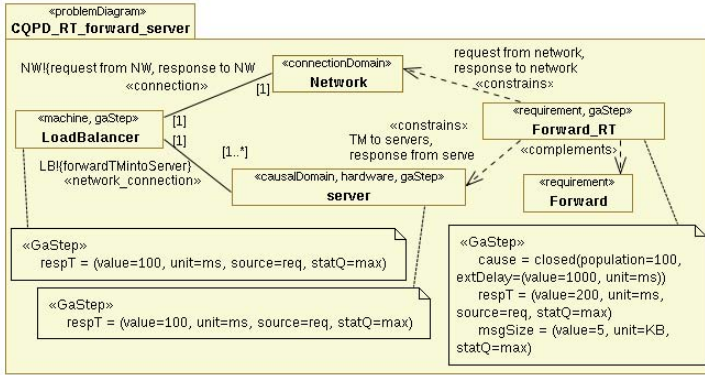 «problemDiagram»
CQPD_RT_forward_server
NW!{request from NW, response to NW
«connection»
«connectionDomain»
Network
request from network,
response to network
«constrains»
[1]
«machine, gaStep»
LoadBalancer
[1]
[1]
[1..*]
«constrains»
TM to servers,
response from serve
«requirement, gaStep»
Forward_RT
«complements»
LB!{forwardTMintoServer}
«network_connection»
«causalDomain, hardware, gaStep»
server
«requirement»
Forward
«GaStep»
respT = (value=100, unit=ms, source=req, statQ=max)
«GaStep»
respT = (value=100, unit=ms, source=req, statQ=max)
«GaStep»
cause = closed(population=100,
extDelay=(value=1000, unit=ms))
respT = (value=200, unit=ms,
source=req, statQ=max)
msgSize = (value=5, unit=KB,
statQ=max)